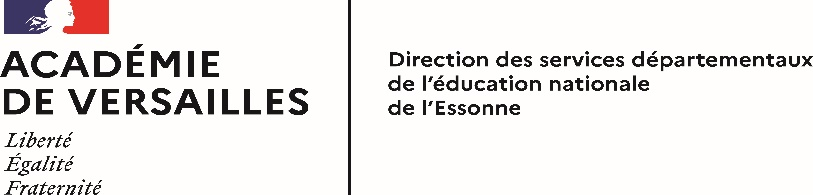 ACADÉMIE
DE VERSAILLES
Liberté
Égalité
Fraternité
Direction des services départementaux
de l'éducation nationale
de l'Essonne